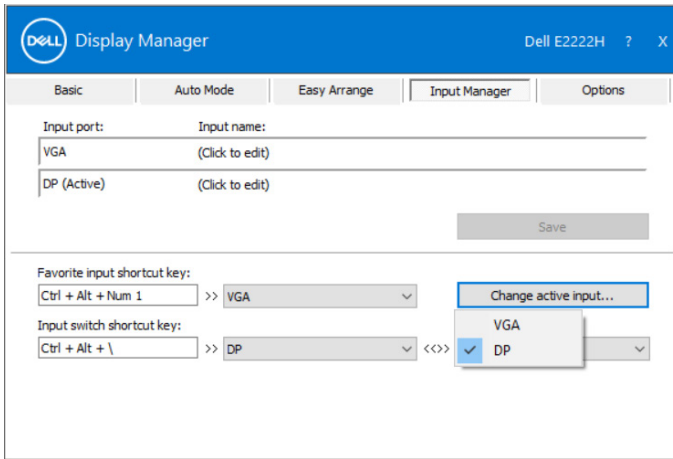 DELL Display Manager Dell E2222H ? X
Basic Auto Mode Easy Arrange Input Manager Options
Input port: Input name:
VGA (Click to edit)
DP (Active) (Click to edit)
Save
Favorite input shortcut key:
Ctrl + Alt + Num 1 >> VGA Change active input...
Input switch shortcut key:
Ctrl + Alt + \ >> DP <<>>
VGA
DP